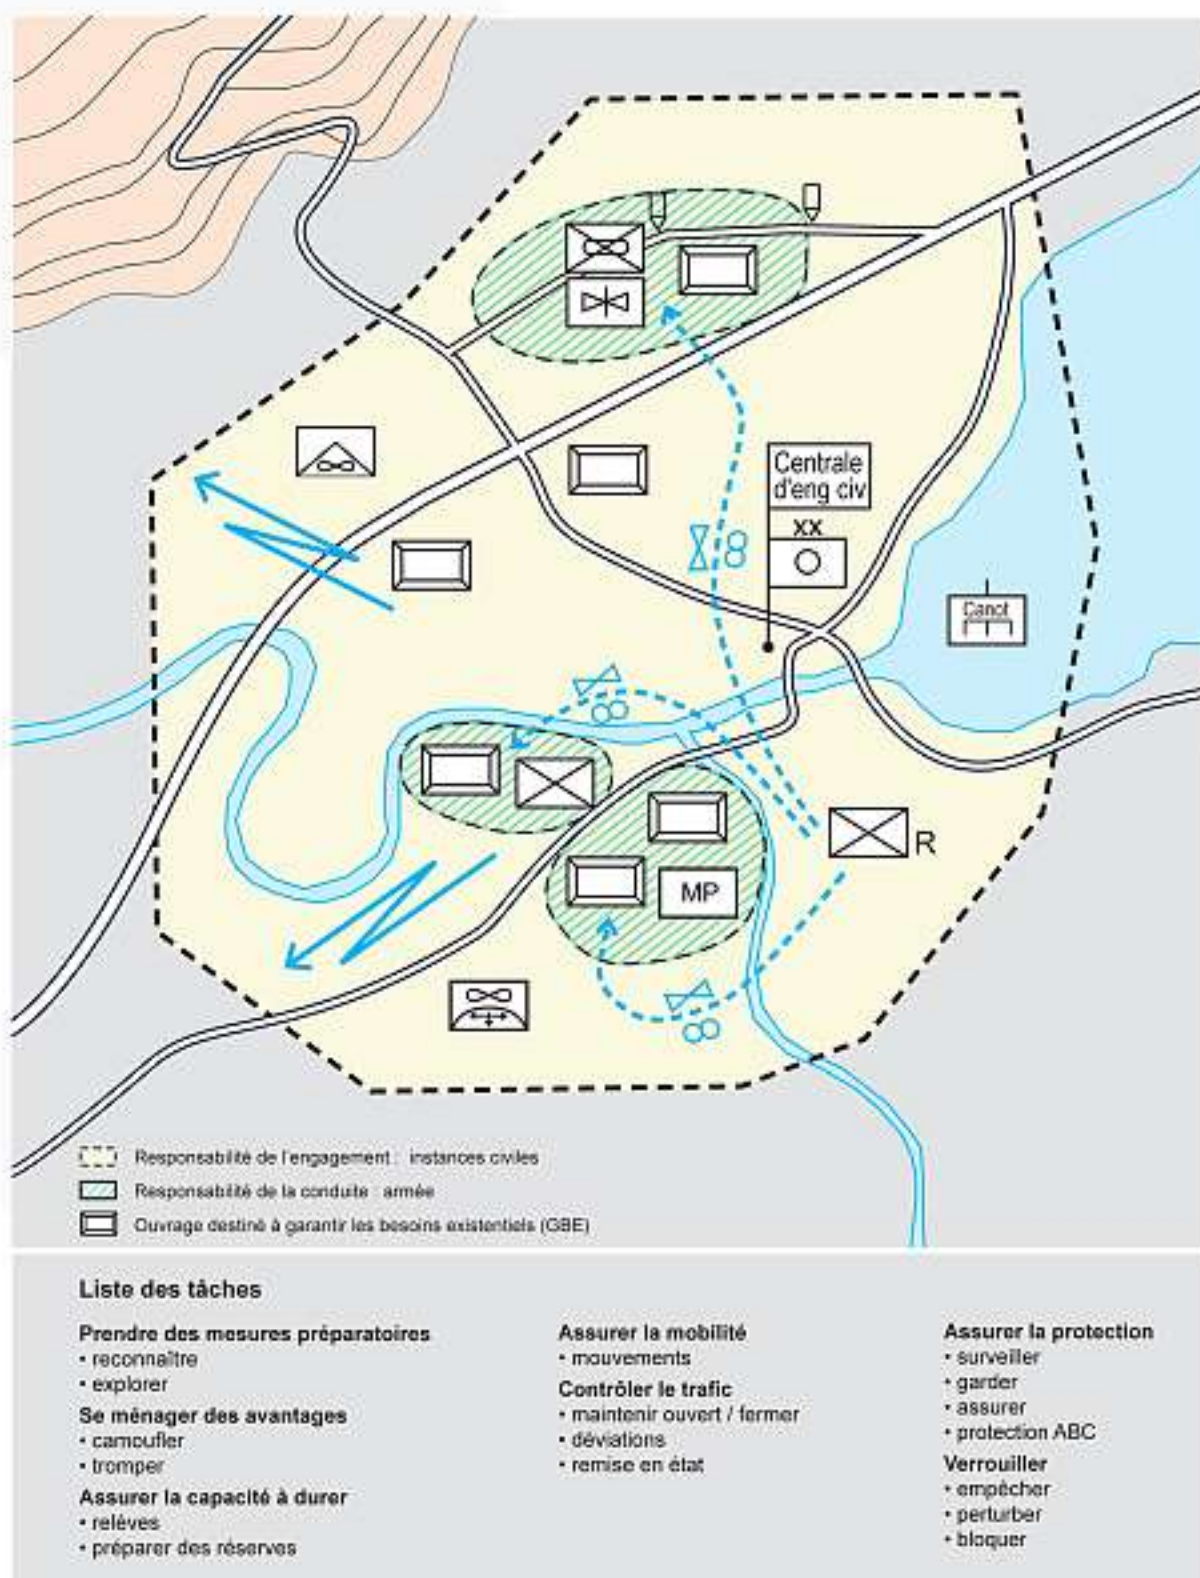 Centrale
d'eng civ
XX
Canot
R
MP
Responsabilité de l'engagement : instances civiles
Responsabilité de la conduite : armée
Ouvrage destiné à garantir les besoins existentiels (GBE)
Liste des tâches
Prendre des mesures préparatoires
• reconnaître
• explorer
Se ménager des avantages
• camoufler
• tromper
Assurer la capacité à durer
• relèves
• préparer des réserves
Assurer la mobilité
• mouvements
Contrôler le trafic
• maintenir ouvert / fermer
• déviations
• remise en état
Assurer la protection
• surveiller
• garder
• assurer
• protection ABC
Verrouiller
• empêcher
• perturber
• bloquer